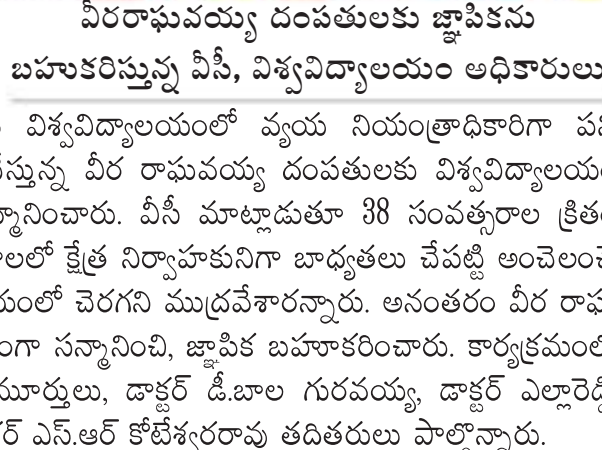 వీరరాఘవయ్య దంపతులకు జ్ఞాపికను
బహుకరిస్తున్న వీసీ, విశ్వవిద్యాలయం అధికారులు
విశ్వవిద్యాలయంలో వ్యయ నియంత్రాధికారిగా పని
చేస్తున్న వీర రాఘవయ్య దంపతులకు విశ్వవిద్యాలయం
న్మానించారు. వీసీ మాట్లాడుతూ 38 సంవత్సరాల క్రితం
లలో క్షేత్ర నిర్వాహకునిగా బాధ్యతలు చేపట్టి అంచెలంచె
యంలో చెరగని ముద్రవేశారన్నారు. అనంతరం వీర రాఘ
ంగా సన్మానించి, జ్ఞాపిక బహూకరించారు. కార్యక్రమంలో
మూర్తులు, డాక్టర్ డీ.బాల గురవయ్య, డాక్టర్ ఎల్లారెడ్డి
ర్ ఎస్.ఆర్ కోటేశ్వరరావు తదితరులు పాల్గొన్నారు.